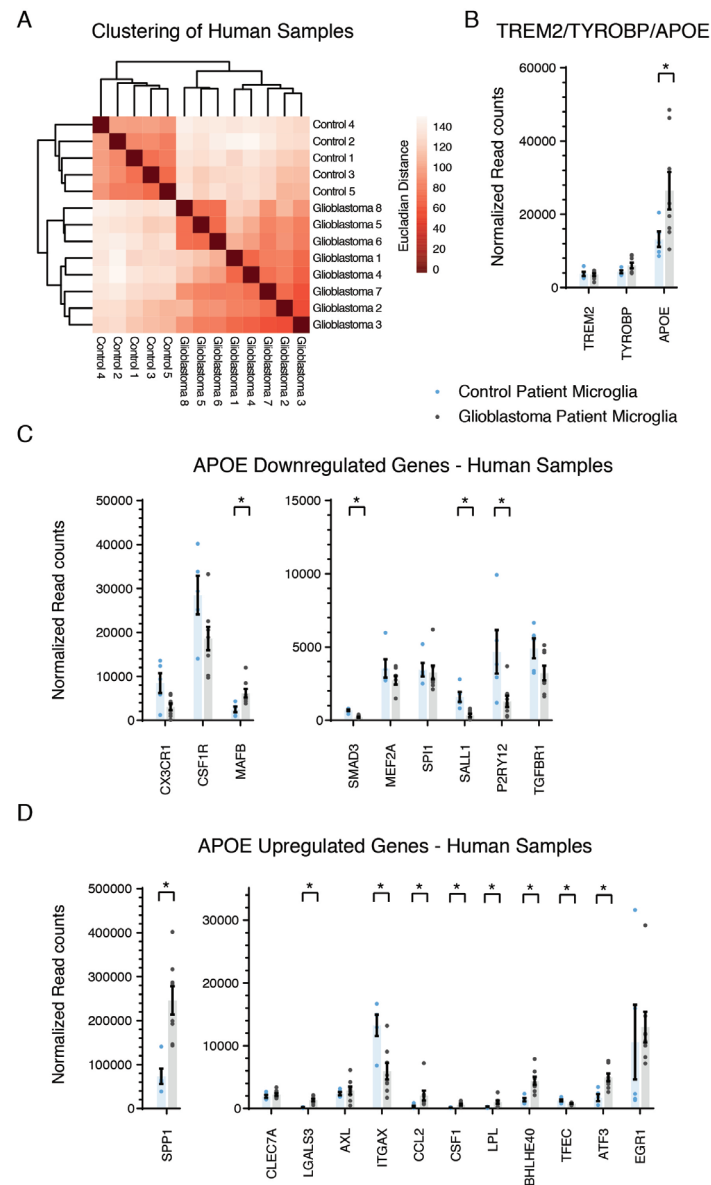 A
Clustering of Human Samples
Control 4
Control 2
Control 1
Control 3
Control 5
Glioblastoma 8
Glioblastoma 5
Glioblastoma 6
Glioblastoma 1
Glioblastoma 4
Glioblastoma 7
Glioblastoma 2
Glioblastoma 3
Control 4
Control 2
Control 1
Control 3
Control 5
Glioblastoma 8
Glioblastoma 5
Glioblastoma 6
Glioblastoma 1
Glioblastoma 4
Glioblastoma 7
Glioblastoma 2
Glioblastoma 3
Eucladian Distance
140
120
100
80
60
40
20
0
B
TREM2/TYROBP/APOE
Normalized Read counts
60000
40000
20000
0
*
TREM2
TYROBP
APOE
Control Patient Microglia
Glioblastoma Patient Microglia
C
APOE Downregulated Genes - Human Samples
Normalized Read counts
50000
40000
30000
20000
10000
0
*
CX3CR1
CSF1R
MAFB
15000
10000
5000
0
* * *
SMAD3
MEF2A
SPI1
SALL1
P2RY12
TGFBR1
D
APOE Upregulated Genes - Human Samples
Normalized Read counts
500000
400000
300000
200000
100000
0
*
SPP1
30000
20000
10000
0
* * * * * * * *
CLEC7A
LGALS3
AXL
ITGAX
CCL2
CSF1
LPL
BHLHE40
TFEC
ATF3
EGR1